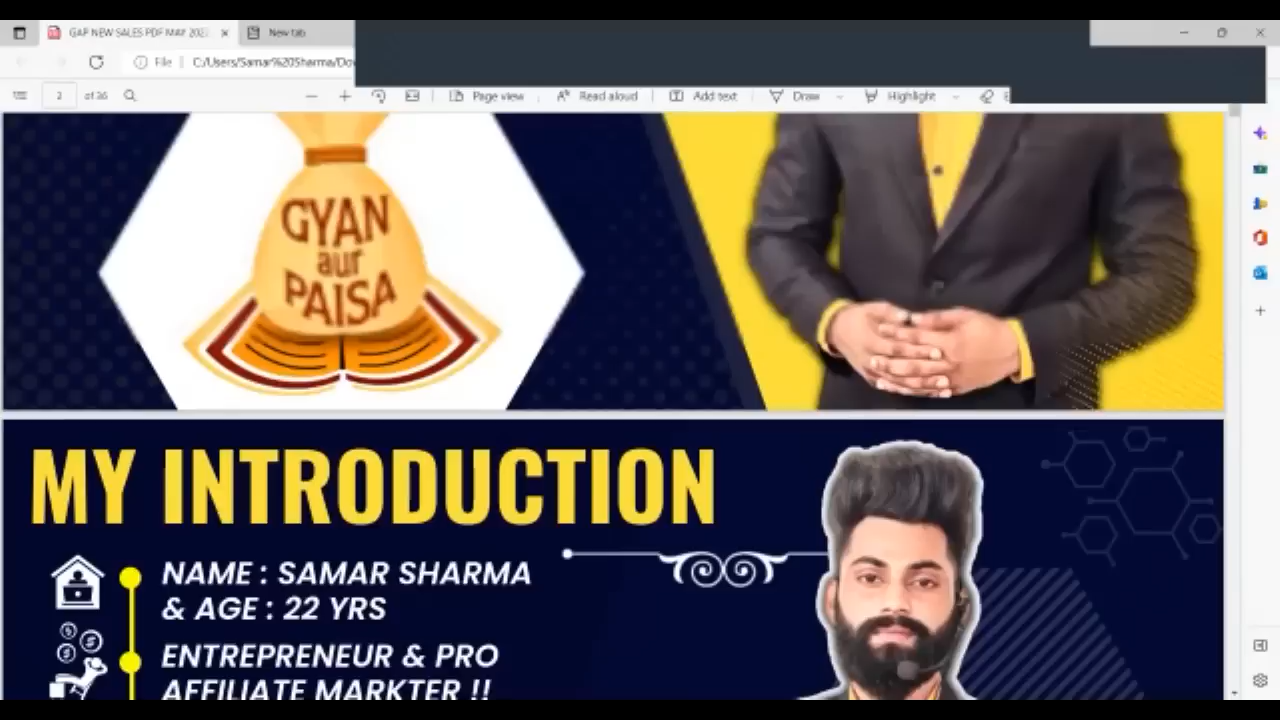 GAP NEW SALES PDF MAY 202
New tab
File
C:/Users/Samar%20Sharma/Do
2 of 36
Page view
Read aloud
Add text
Draw
Highlight
GYAN
aur
PAISA
MY INTRODUCTION
NAME : SAMAR SHARMA
& AGE : 22 YRS
ENTREPRENEUR & PRO
AFFILIATE MARKTER !!